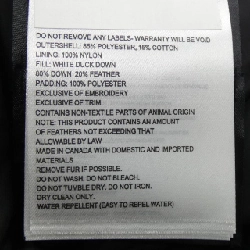 DO NOT REMOVE ANY LABELS- WARRANTY WILL BE VOID
OUTERSHELL: 85% POLYESTER, 15% COTTON
LINING: 100% NYLON
FILL: WHITE DUCK DOWN
80% DOWN 20% FEATHER
PADDING: 100% POLYESTER
EXCLUSIVE OF EMBROIDERY
EXCLUSIVE OF TRIM
CONTAINS NON-TEXTILE PARTS OF ANIMAL ORIGIN
NOTE: THIS PRODUCT CONTAINS AN AMOUNT
OF FEATHERS NOT EXCEEDING THAT
ALLOWABLE BY LAW
MADE IN CANADA WITH DOMESTIC AND IMPORTED
MATERIALS
REMOVE FUR IF POSSIBLE.
DO NOT WASH. DO NOT BLEACH.
DO NOT TUMBLE DRY. DO NOT IRON.
DRY CLEAN ONLY.
WATER REPELLENT (EASY TO REPEL WATER)